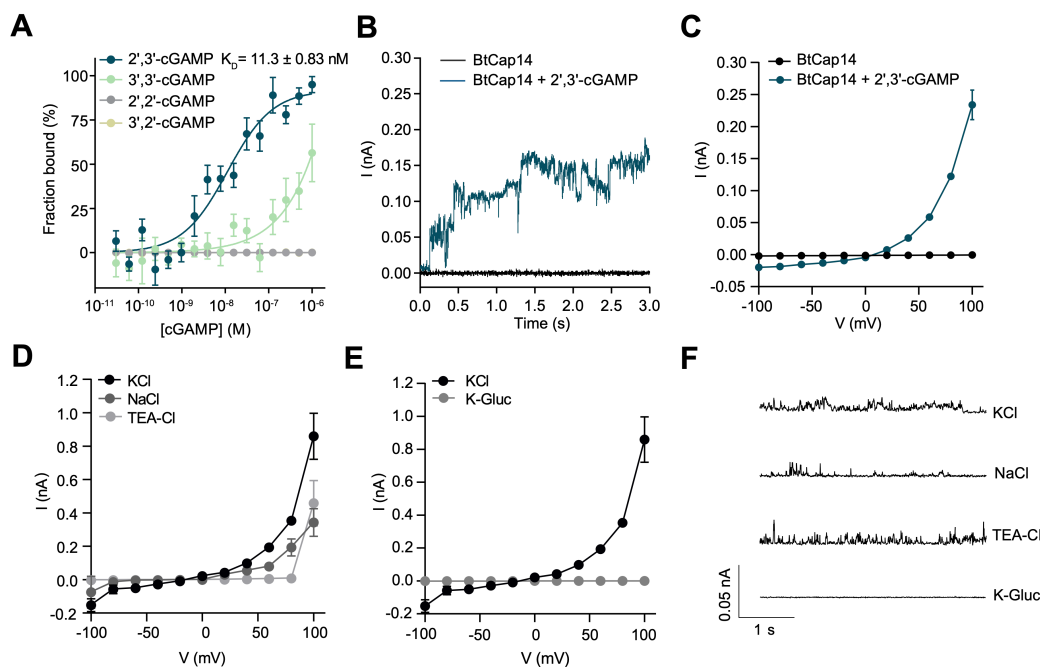 A
2',3'-cGAMP K_D= 11.3 ± 0.83 nM
3',3'-cGAMP
2',2'-cGAMP
3',2'-cGAMP
100
75
50
25
0
Fraction bound (%)
10⁻¹¹ 10⁻¹⁰ 10⁻⁹ 10⁻⁸ 10⁻⁷ 10⁻⁶
[cGAMP] (M)
B
BtCap14
BtCap14 + 2',3'-cGAMP
0.30
0.25
0.20
0.15
0.10
0.05
0.00
I (nA)
0.0 0.5 1.0 1.5 2.0 2.5 3.0
Time (s)
C
BtCap14
BtCap14 + 2',3'-cGAMP
0.30
0.25
0.20
0.15
0.10
0.05
0.00
-0.05
I (nA)
-100 -50 0 50 100
V (mV)
D
KCl
NaCl
TEA-Cl
1.2
1.0
0.8
0.6
0.4
0.2
0.0
-0.2
I (nA)
-100 -50 0 50 100
V (mV)
E
KCl
K-Gluc
1.2
1.0
0.8
0.6
0.4
0.2
0.0
-0.2
I (nA)
-100 -50 0 50 100
V (mV)
F
KCl
NaCl
TEA-Cl
K-Gluc
0.05 nA
1 s